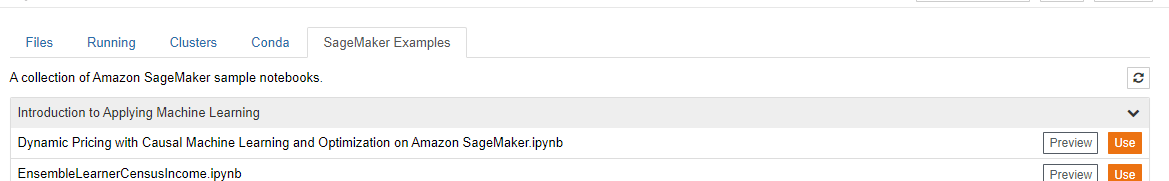 Files Running Clusters Conda SageMaker Examples
A collection of Amazon SageMaker sample notebooks.
Introduction to Applying Machine Learning
Dynamic Pricing with Causal Machine Learning and Optimization on Amazon SageMaker.ipynb Preview Use
EnsembleLearnerCensusIncome.ipynb Preview Use